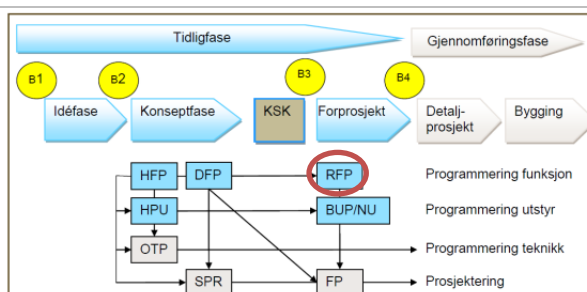 Tidligfase
Gjennomføringsfase
B1
B2
B3
B4
Idéfase
Konseptfase
KSK
Forprosjekt
Detalj-
prosjekt
Bygging
HFP
DFP
RFP
Programmering funksjon
HPU
BUP/NU
Programmering utstyr
OTP
Programmering teknikk
SPR
FP
Prosjektering